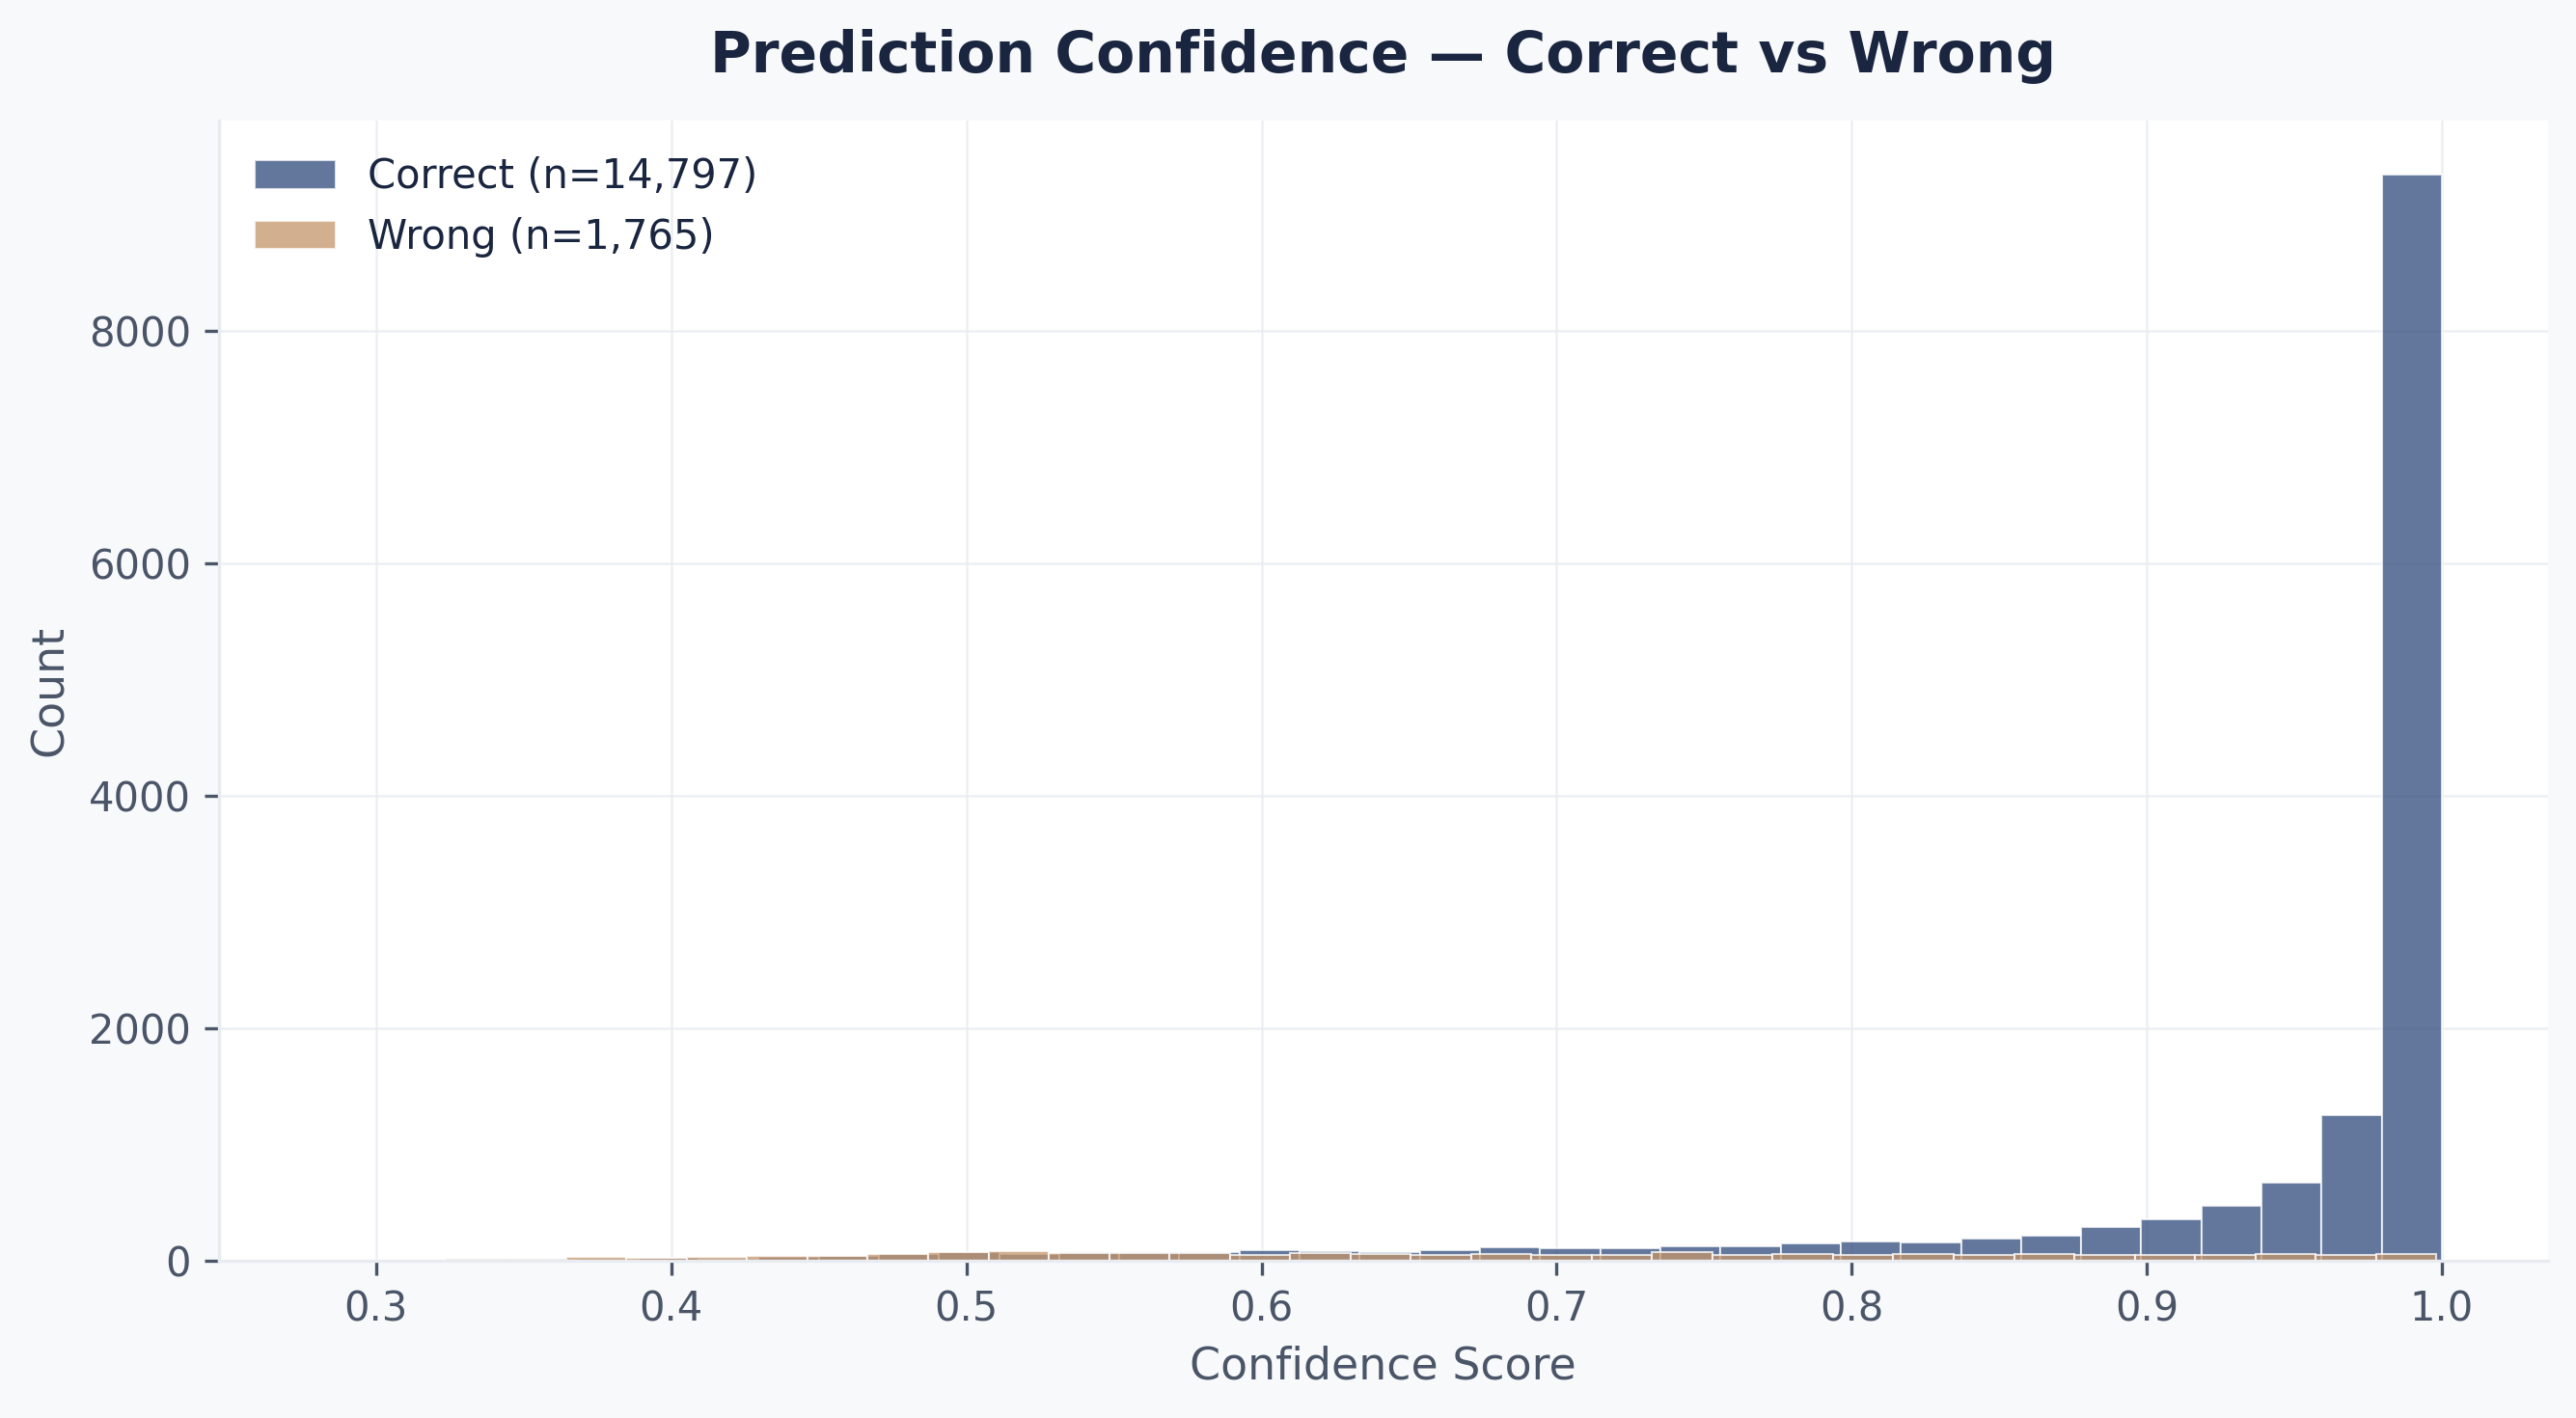 Prediction Confidence — Correct vs Wrong
Correct (n=14,797)
Wrong (n=1,765)
8000
6000
4000
2000
0
Count
0.3 0.4 0.5 0.6 0.7 0.8 0.9 1.0
Confidence Score